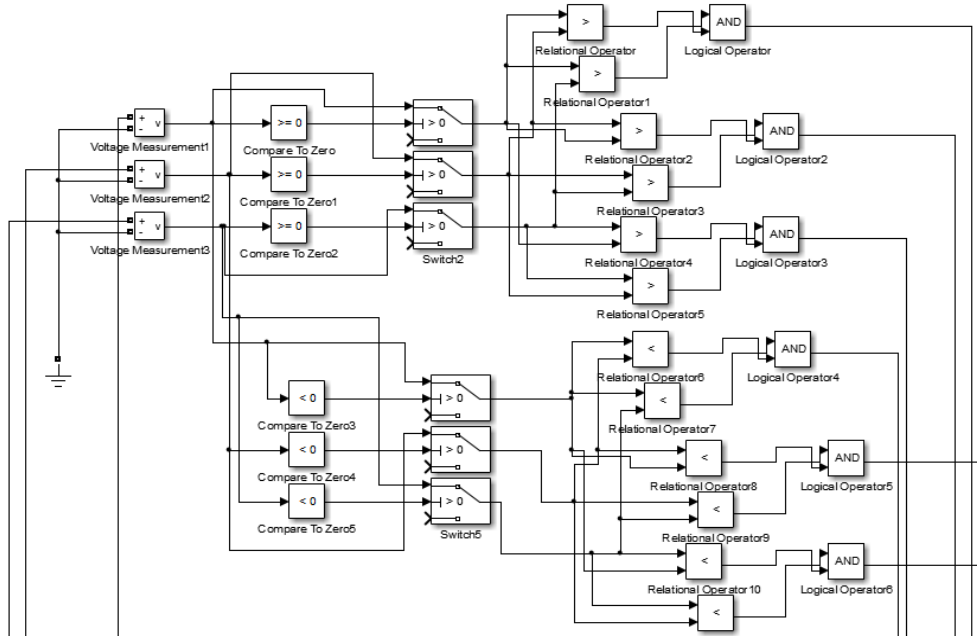 >
AND
Relational Operator
Logical Operator
>
Relational Operator1
+
-
v
Voltage Measurement1
>= 0
Compare To Zero
> 0
>
Relational Operator2
AND
Logical Operator2
+
-
v
Voltage Measurement2
>= 0
Compare To Zero1
> 0
>
Relational Operator3
+
-
v
Voltage Measurement3
>= 0
Compare To Zero2
> 0
Switch2
>
Relational Operator4
AND
Logical Operator3
>
Relational Operator5
<
Relational Operator6
AND
Logical Operator4
< 0
Compare To Zero3
> 0
<
Relational Operator7
< 0
Compare To Zero4
> 0
<
Relational Operator8
AND
Logical Operator5
< 0
Compare To Zero5
> 0
Switch5
<
Relational Operator9
<
Relational Operator10
AND
Logical Operator6
<